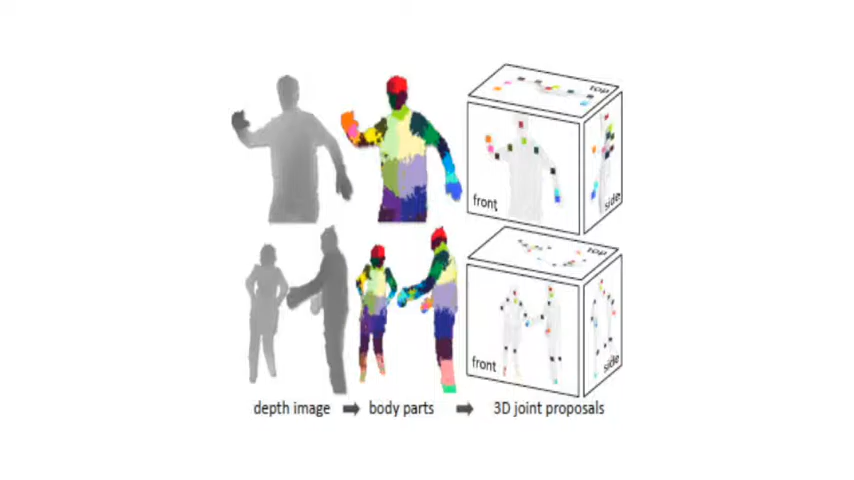 top
front
side
top
front
side
depth image
body parts
3D joint proposals